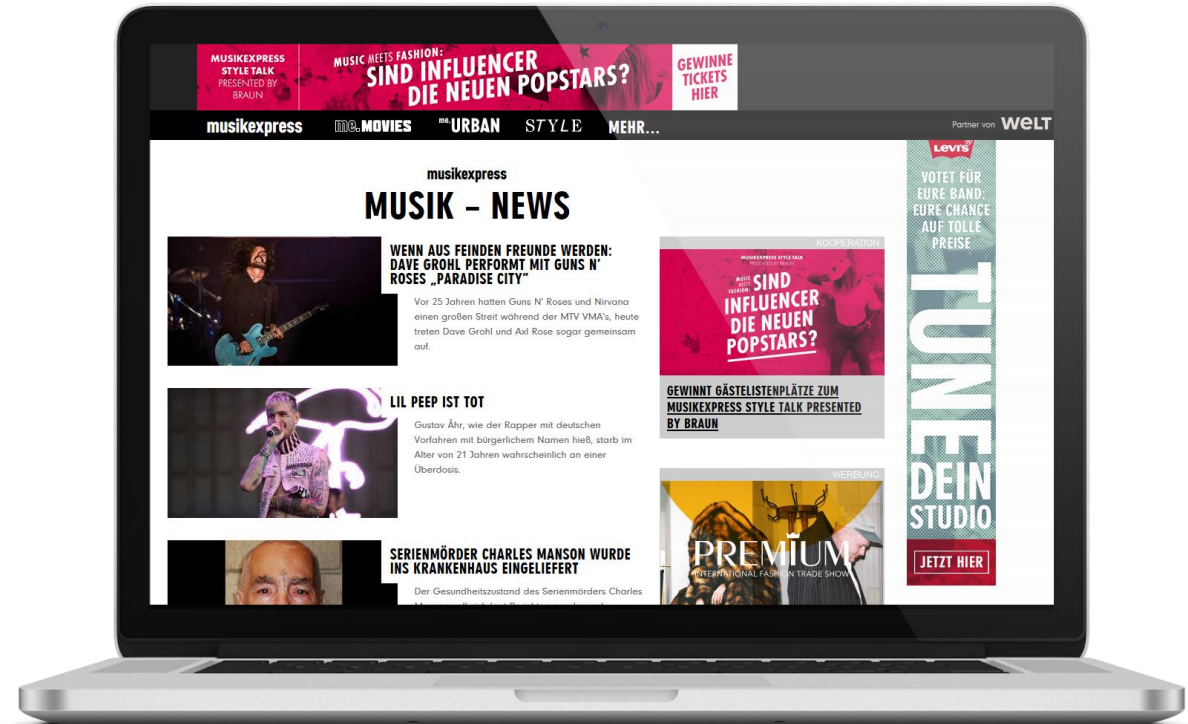 MUSIKEXPRESS
STYLE TALK
PRESENTED BY
BRAUN
MUSIC MEETS FASHION:
SIND INFLUENCER
DIE NEUEN POPSTARS?
GEWINNE
TICKETS
HIER
musikexpress me.MOVIES me.URBAN STYLE MEHR... Partner von WELT
musikexpress
MUSIK – NEWS
WENN AUS FEINDEN FREUNDE WERDEN:
DAVE GROHL PERFORMT MIT GUNS N’
ROSES „PARADISE CITY“
Vor 25 Jahren hatten Guns N’ Roses und Nirvana
einen großen Streit während der MTV VMA's, heute
treten Dave Grohl und Axl Rose sogar gemeinsam
auf.
LIL PEEP IST TOT
Gustav Åhr, wie der Rapper mit deutschen
Vorfahren mit bürgerlichem Namen hieß, starb im
Alter von 21 Jahren wahrscheinlich an einer
Überdosis.
SERIENMÖRDER CHARLES MANSON WURDE
INS KRANKENHAUS EINGELIEFERT
Der Gesundheitszustand des Serienmörders Charles
KOOPERATION
MUSIKEXPRESS STYLE TALK
PRESENTED BY BRAUN
MUSIC
MEETS
FASHION:
SIND
INFLUENCER
DIE NEUEN
POPSTARS?
GEWINNT GÄSTELISTENPLÄTZE ZUM
MUSIKEXPRESS STYLE TALK PRESENTED
BY BRAUN
WERBUNG
PREMIUM
INTERNATIONAL FASHION TRADE SHOW
Levi's
VOTET FÜR
EURE BAND:
EURE CHANCE
AUF TOLLE
PREISE
TUNE
DEIN
STUDIO
JETZT HIER